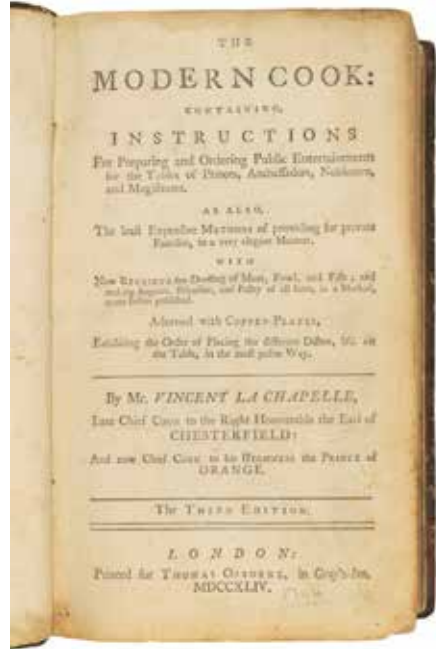 THE
MODERN COOK:
CONTAINING,
INSTRUCTIONS
For Preparing and Ordering Public Entertainments
for the Tables of Princes, Ambassadors, Noblemen,
and Magistrates.
AS ALSO,
The least Expensive METHODS of providing for private
Families, in a very elegant Manner.
WITH
New RECEIPTS for Dressing of Meat, Fowl, and Fish; and
making Ragoûts, Fricassées, and Pastry of all Sorts, in a Method,
never before published.
Adorned with COPPER-PLATES,
Exhibiting the Order of Placing the different Dishes, &c. on
the Table, in the most polite Way.
By Mr. VINCENT LA CHAPELLE,
Late Chief COOK to the Right Honourable the Earl of
CHESTERFIELD:
And now Chief COOK to his HIGHNESS the PRINCE of
ORANGE.
The THIRD EDITION.
LONDON:
Printed for THOMAS OSBORNE, in Gray's-Inn,
MDCCXLIV.